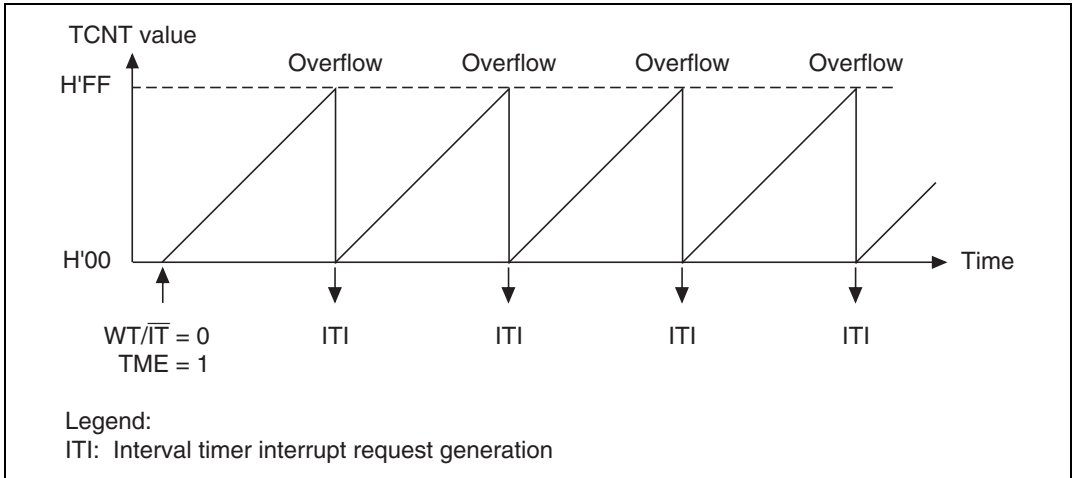 TCNT value
Overflow Overflow Overflow Overflow
H'FF
H'00
Time
WT/I̅T̅ = 0
TME = 1
ITI ITI ITI ITI
Legend:
ITI: Interval timer interrupt request generation